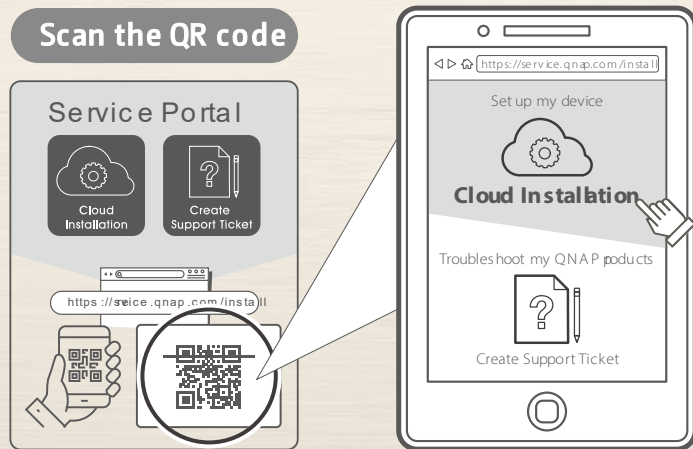 Scan the QR code
Service Portal
Cloud
Installation
Create
Support Ticket
https://seice.qnap.com/install
https://service.qnap.com/install
Set up my device
Cloud Installation
Troubleshoot my QNAP products
Create Support Ticket